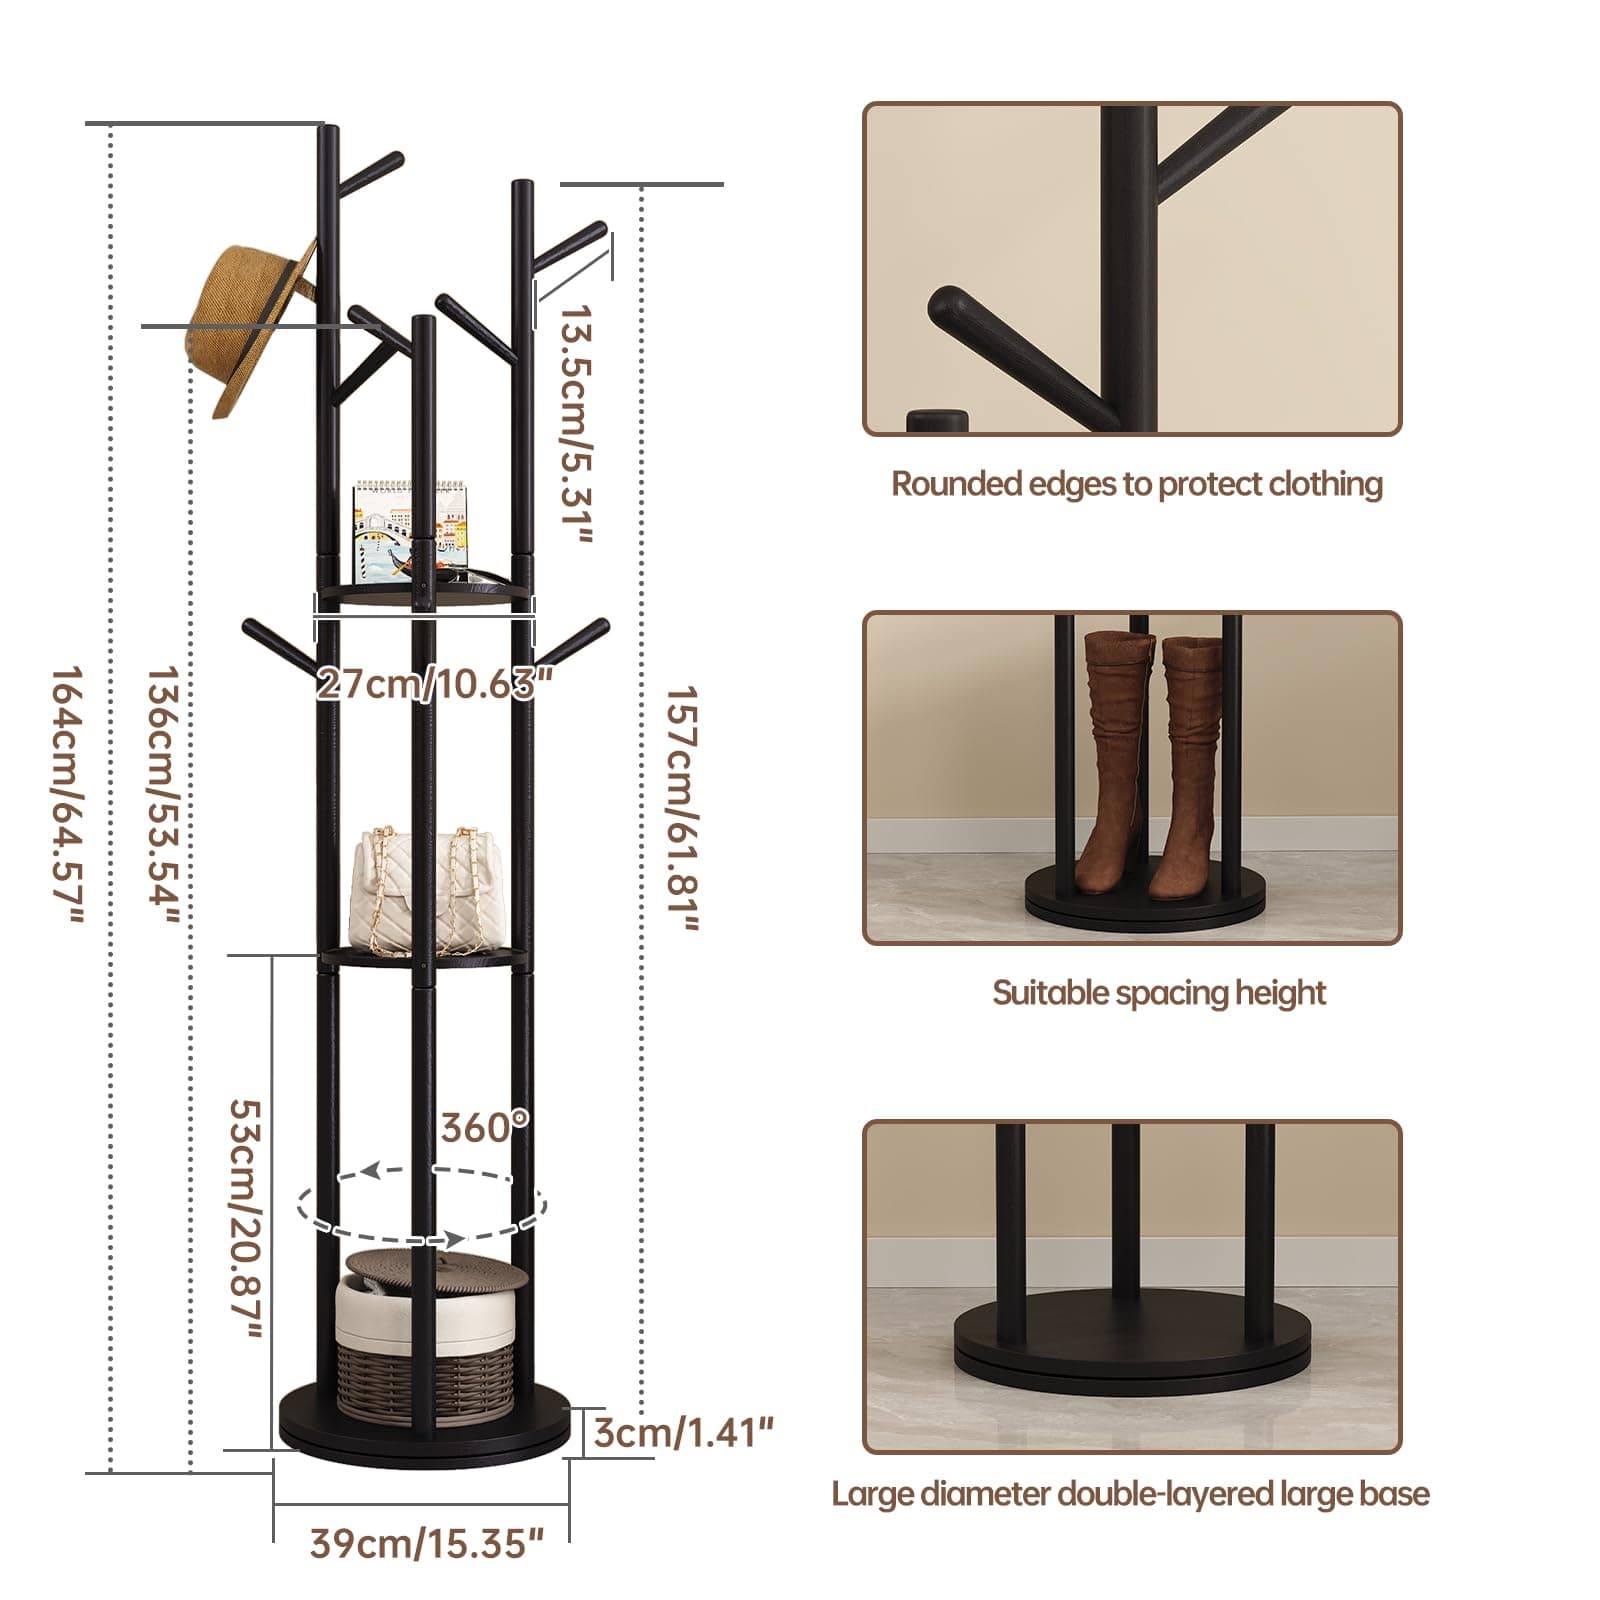 13.5cm/5.31"
27cm/10.63"
164cm/64.57"
136cm/53.54"
157cm/61.81"
53cm/20.87"
360°
3cm/1.41"
39cm/15.35"
Rounded edges to protect clothing
Suitable spacing height
Large diameter double-layered large base